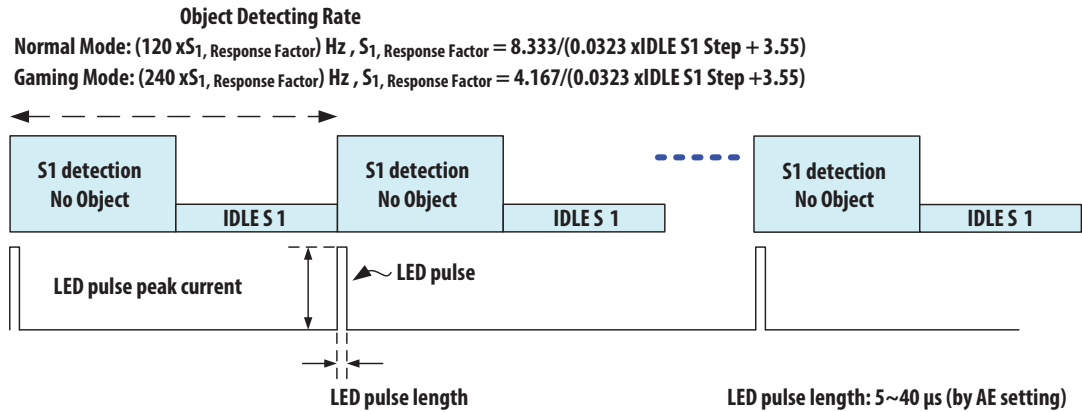 Object Detecting Rate
Normal Mode: (120 xS1, Response Factor) Hz , S1, Response Factor = 8.333/(0.0323 xIDLE S1 Step + 3.55)
Gaming Mode: (240 xS1, Response Factor) Hz , S1, Response Factor = 4.167/(0.0323 xIDLE S1 Step +3.55)
S1 detection
No Object
IDLE S 1
S1 detection
No Object
IDLE S 1
S1 detection
No Object
IDLE S 1
LED pulse peak current
LED pulse
LED pulse length
LED pulse length: 5~40 µs (by AE setting)